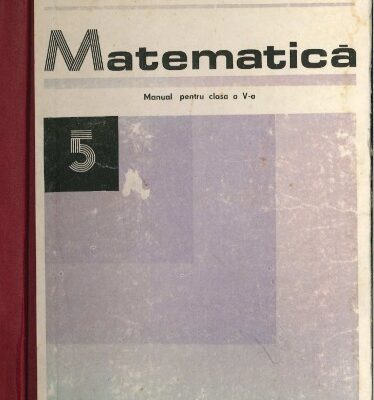 Matematică
Manual pentru clasa a V-a
5